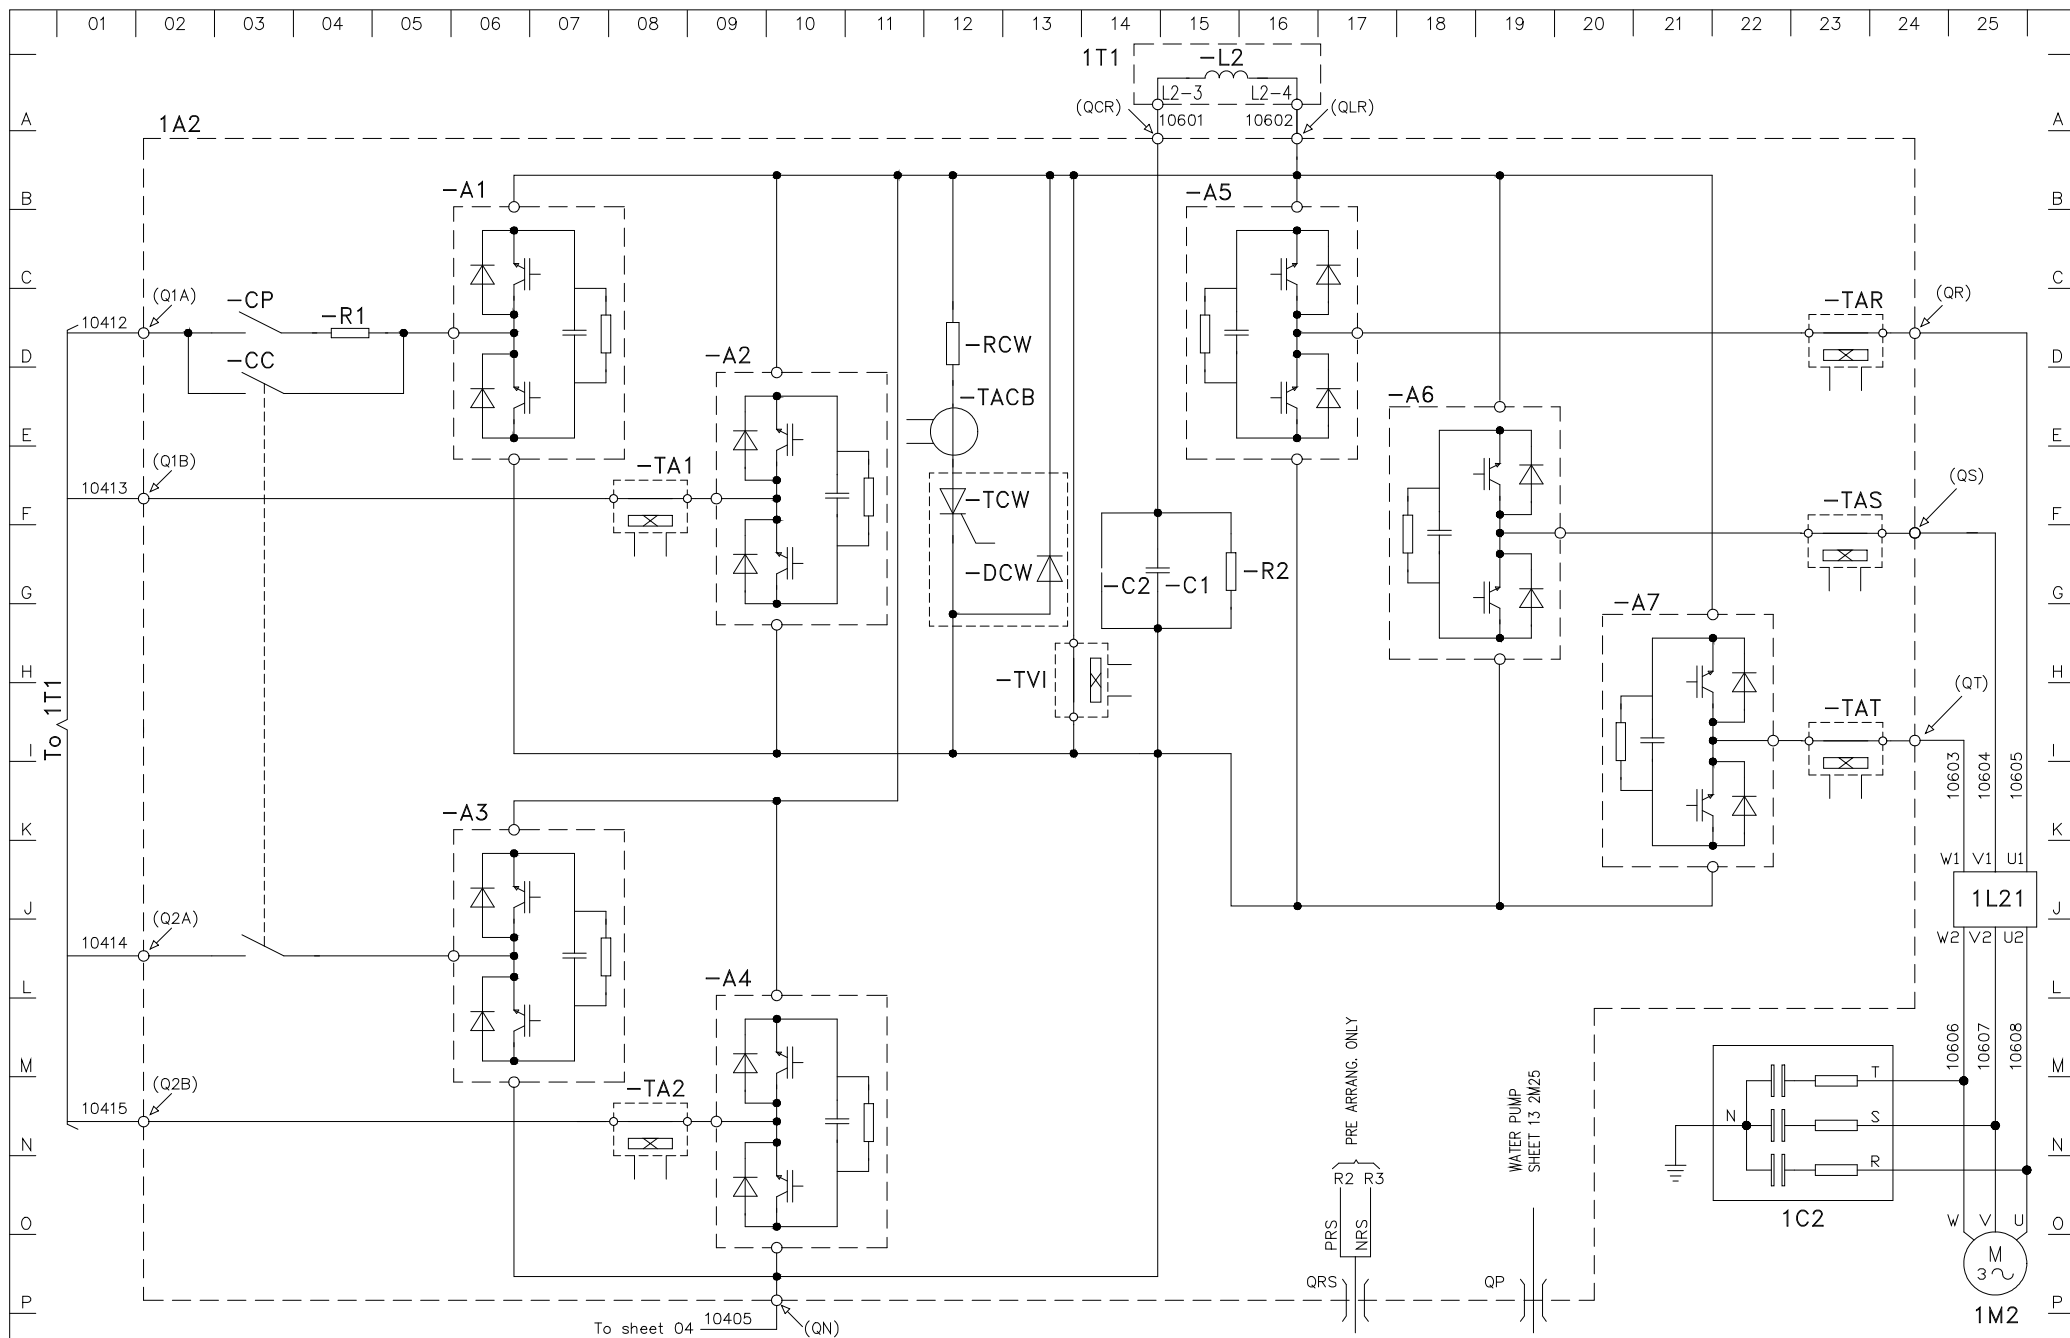 01 02 03 04 05 06 07 08 09 10 11 12 13 14 15 16 17 18 19 20 21 22 23 24 25
1T1 -L2
L2-3 L2-4
(QCR) (QLR)
A 10601 10602 A
1A2
B -A1 -A5 B
C (Q1A) -CP -TAR (QR) C
10412 -R1
D -CC -A2 -RCW D
-TACB -A6
E E
(Q1B) -TA1 (QS)
10413 -TCW -TAS
F F
-DCW -C2 -C1 -R2
G -A7 G
H -TVI (QT) H
To 1T1 -TAT
I I
10603 10604 10605
-A3
K K
W1 V1 U1
1L21
J (Q2A) J
10414 W2 V2 U2
-A4
L L
PRE ARRANG. ONLY
10606 10607 10608
M T M
(Q2B) -TA2
WATER PUMP
SHEET 13 2M25
10415 N S
N R N
R2 R3
1C2
O W V U O
PRS NRS
M
3
QRS QP
P P
1M2
10405
To sheet 04 (QN)